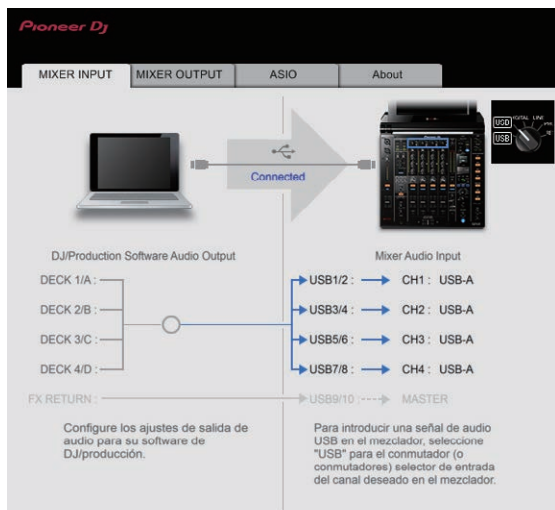 Pioneer Dj
MIXER INPUT
MIXER OUTPUT
ASIO
About
Connected
USB
DIGITAL LINE
DJ/Production Software Audio Output
Mixer Audio Input
DECK 1/A :
USB1/2 : CH1 : USB-A
DECK 2/B :
USB3/4 : CH2 : USB-A
DECK 3/C :
USB5/6 : CH3 : USB-A
DECK 4/D :
USB7/8 : CH4 : USB-A
FX RETURN :
USB9/10 : MASTER
Configure los ajustes de salida de
audio para su software de
DJ/producción.
Para introducir una señal de audio
USB en el mezclador, seleccione
"USB" para el conmutador (o
conmutadores) selector de entrada
del canal deseado en el mezclador.